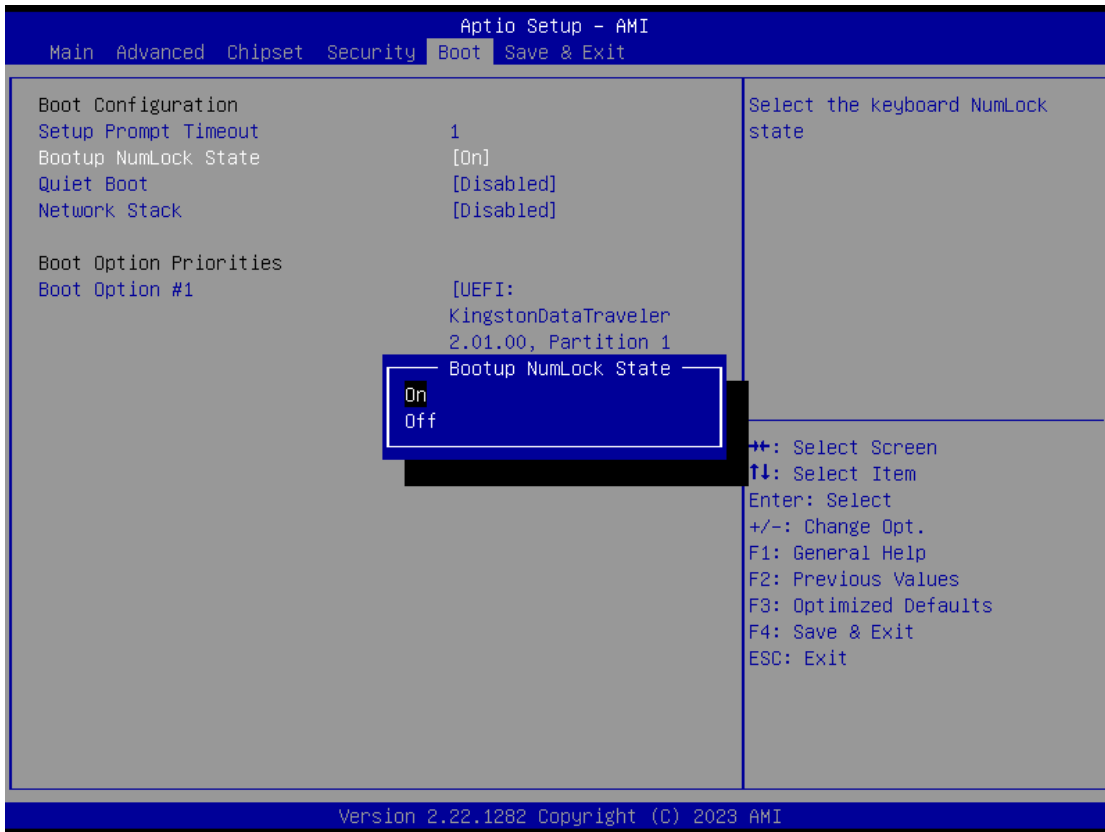 Aptio Setup – AMI
Main Advanced Chipset Security Boot Save & Exit
Boot Configuration
Setup Prompt Timeout 1
Bootup NumLock State [On]
Quiet Boot [Disabled]
Network Stack [Disabled]
Boot Option Priorities
Boot Option #1 [UEFI:
KingstonDataTraveler
2.01.00, Partition 1
Bootup NumLock State
On
Off
Select the keyboard NumLock
state
→←: Select Screen
↑↓: Select Item
Enter: Select
+/-: Change Opt.
F1: General Help
F2: Previous Values
F3: Optimized Defaults
F4: Save & Exit
ESC: Exit
Version 2.22.1282 Copyright (C) 2023 AMI